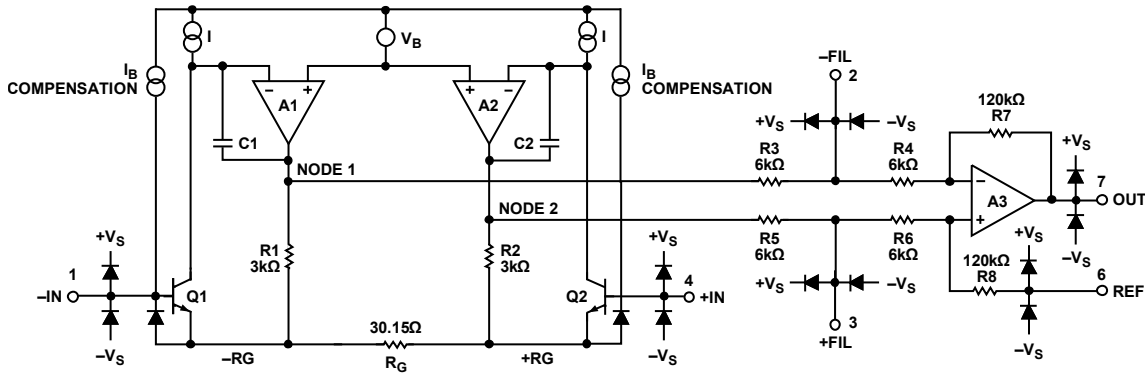 I
V_B
I
I_B
COMPENSATION
I_B
COMPENSATION
− +
A1
+ −
A2
C1
C2
NODE 1
NODE 2
R1
3kΩ
R2
3kΩ
−FIL
2
+V_S
−V_S
R3
6kΩ
R4
6kΩ
120kΩ
R7
−
A3
+
+V_S
7
OUT
−V_S
R5
6kΩ
R6
6kΩ
+V_S
−V_S
3
+FIL
120kΩ
R8
+V_S
6
REF
−V_S
+V_S
1
−IN
−V_S
Q1
Q2
+V_S
4
+IN
−V_S
30.15Ω
−RG
R_G
+RG